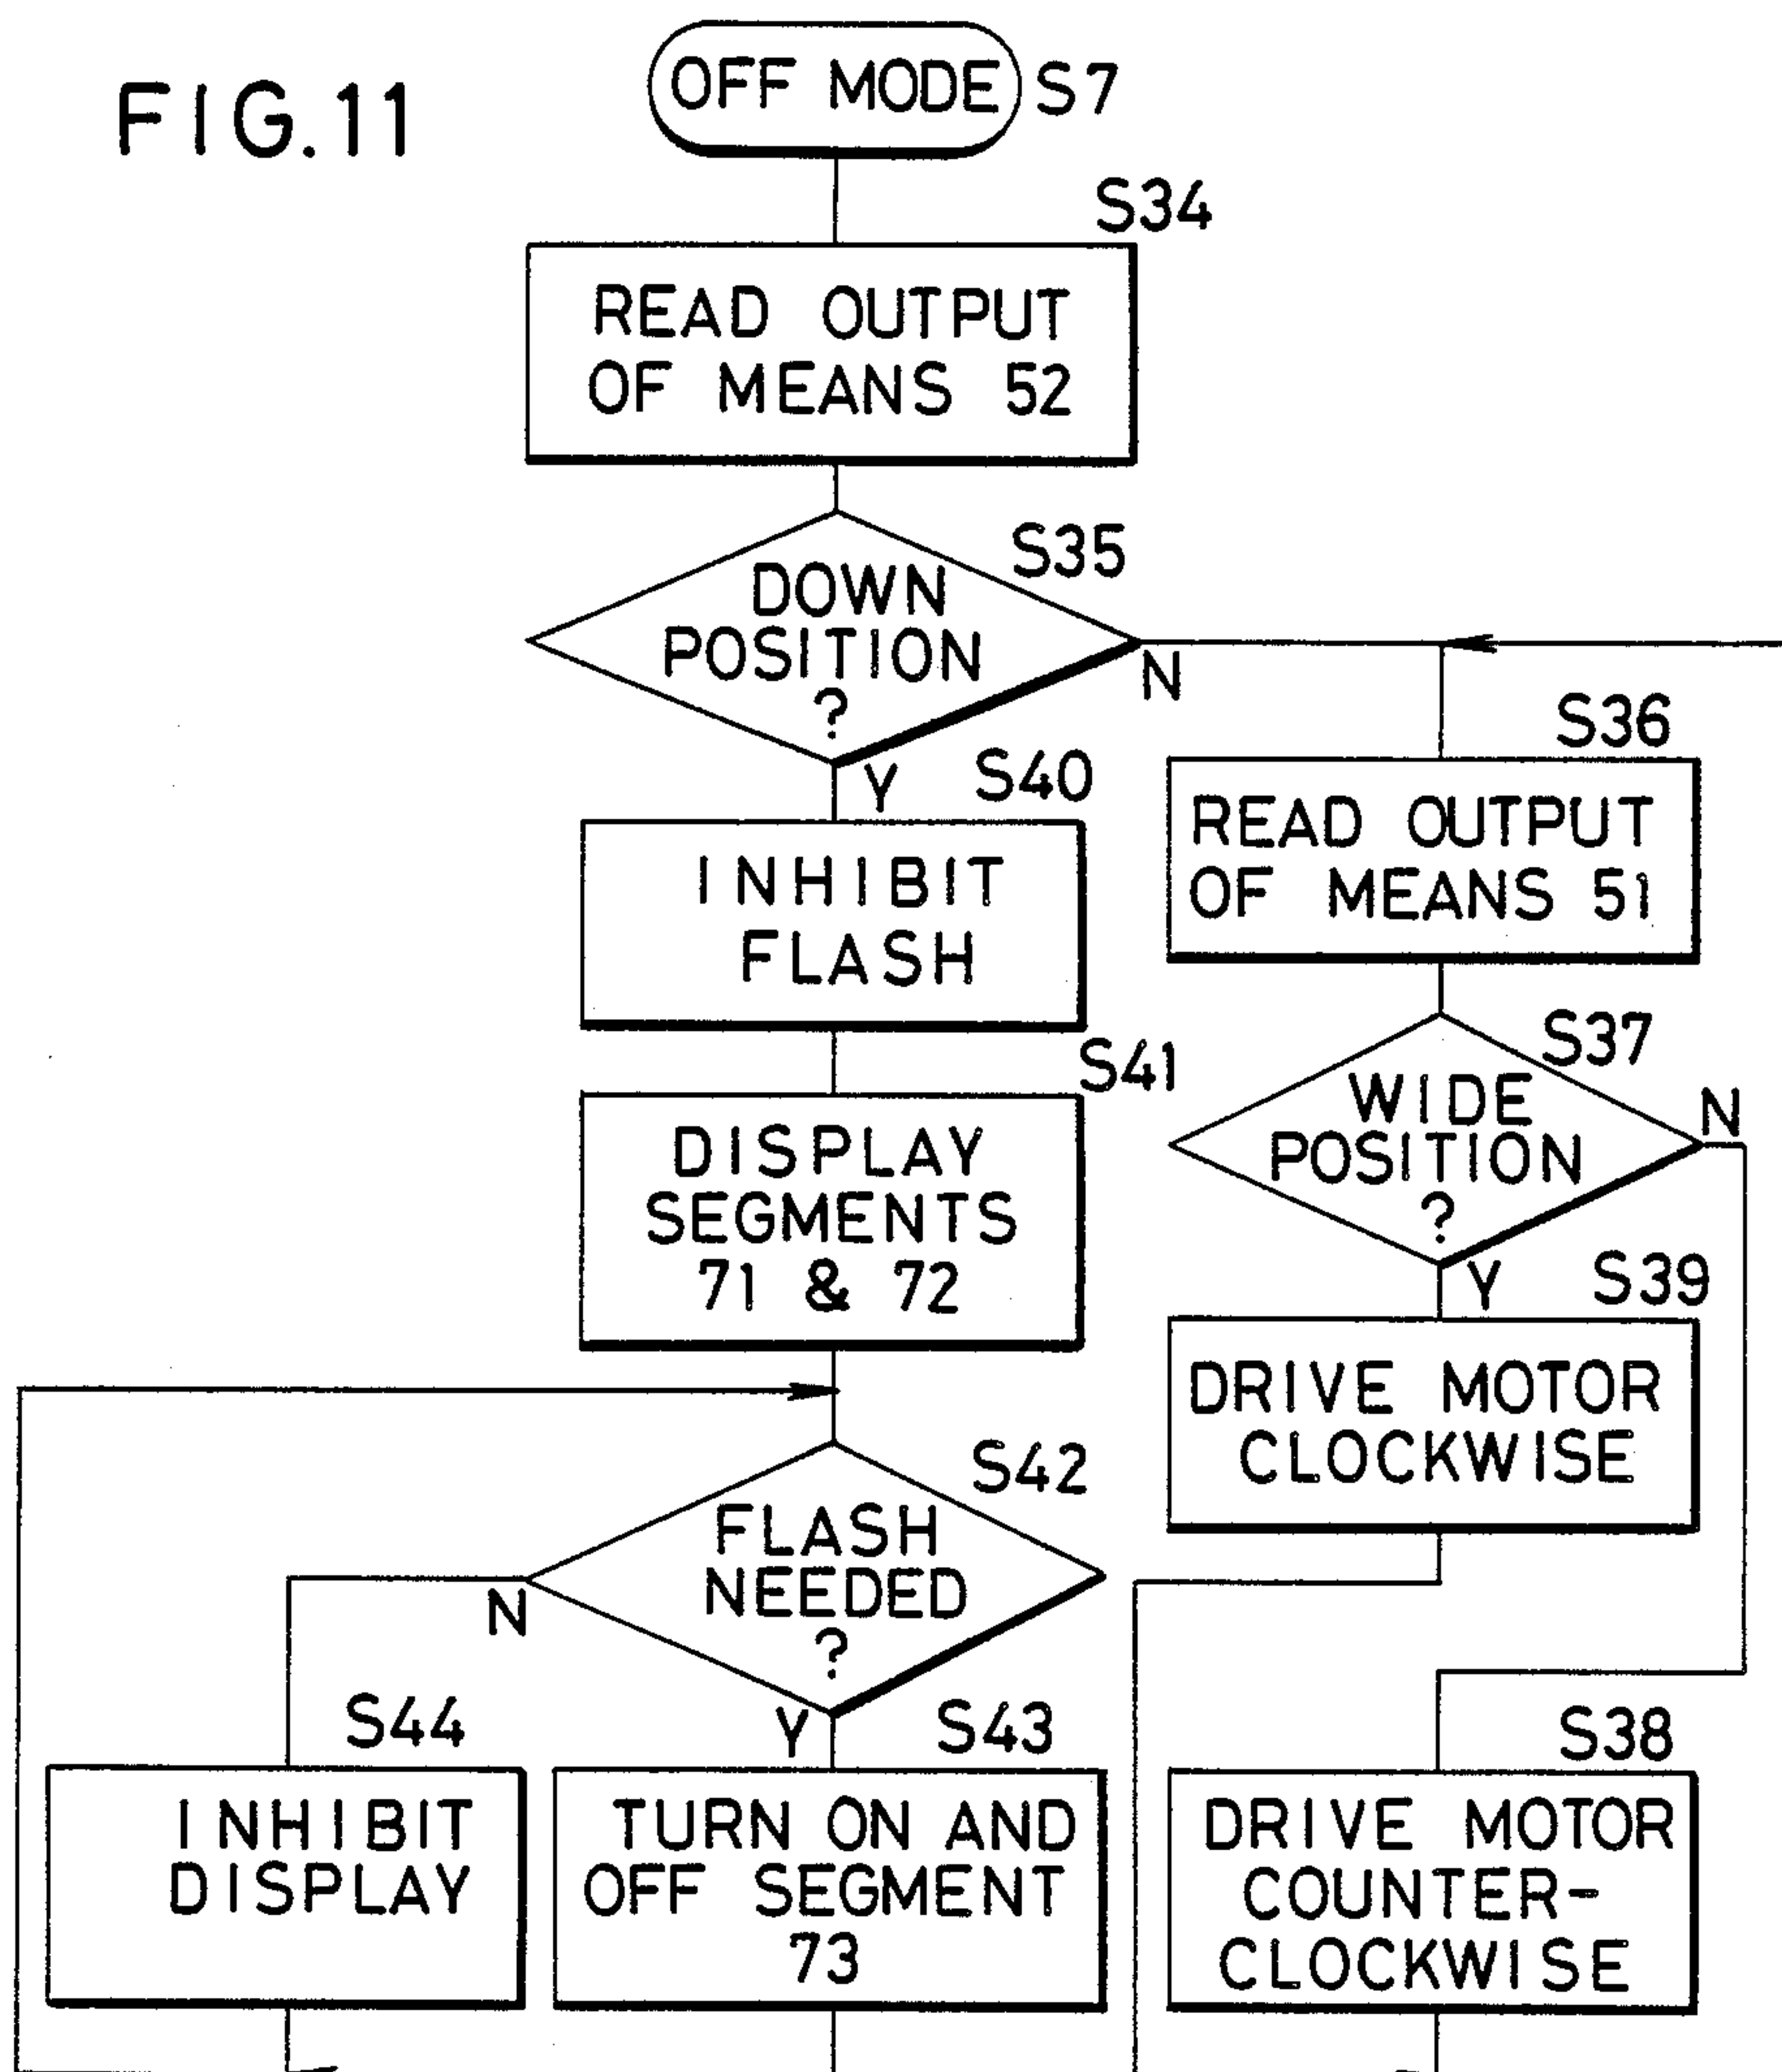 FIG.11
OFF MODE S7
S34
READ OUTPUT
OF MEANS 52
S35
DOWN
POSITION
?
N
Y
S40
INHIBIT
FLASH
S41
DISPLAY
SEGMENTS
71 & 72
S42
FLASH
NEEDED
?
N
Y
S44
INHIBIT
DISPLAY
S43
TURN ON AND
OFF SEGMENT
73
S36
READ OUTPUT
OF MEANS 51
S37
WIDE
POSITION
?
N
Y
S39
DRIVE MOTOR
CLOCKWISE
S38
DRIVE MOTOR
COUNTER-
CLOCKWISE